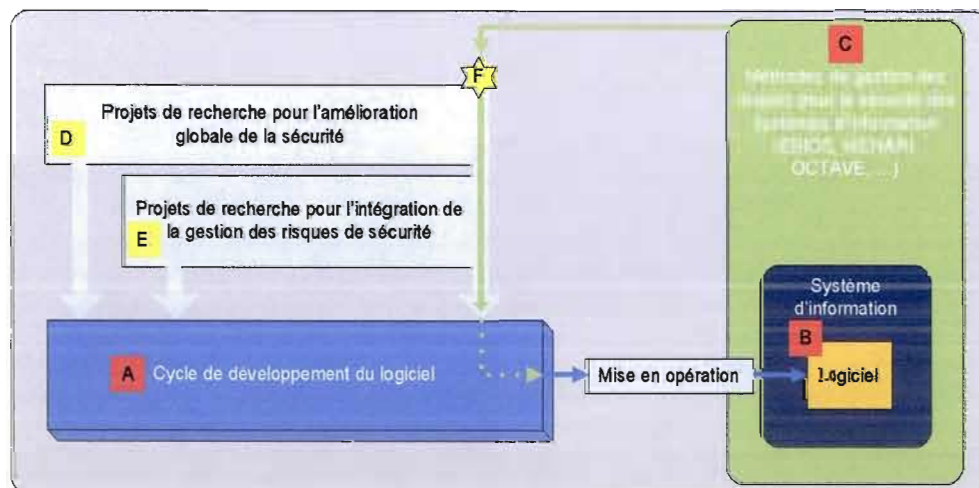 F
C
Méthodes de gestion des
risques pour la sécurité des
Systèmes d'information
(EBIOS, MEHARI
OCTAVE, ...)
D
Projets de recherche pour l'amélioration
globale de la sécurité
E
Projets de recherche pour l'intégration de
la gestion des risques de sécurité
Système
d'information
B
Logiciel
A
Cycle de développement du logiciel
Mise en opération